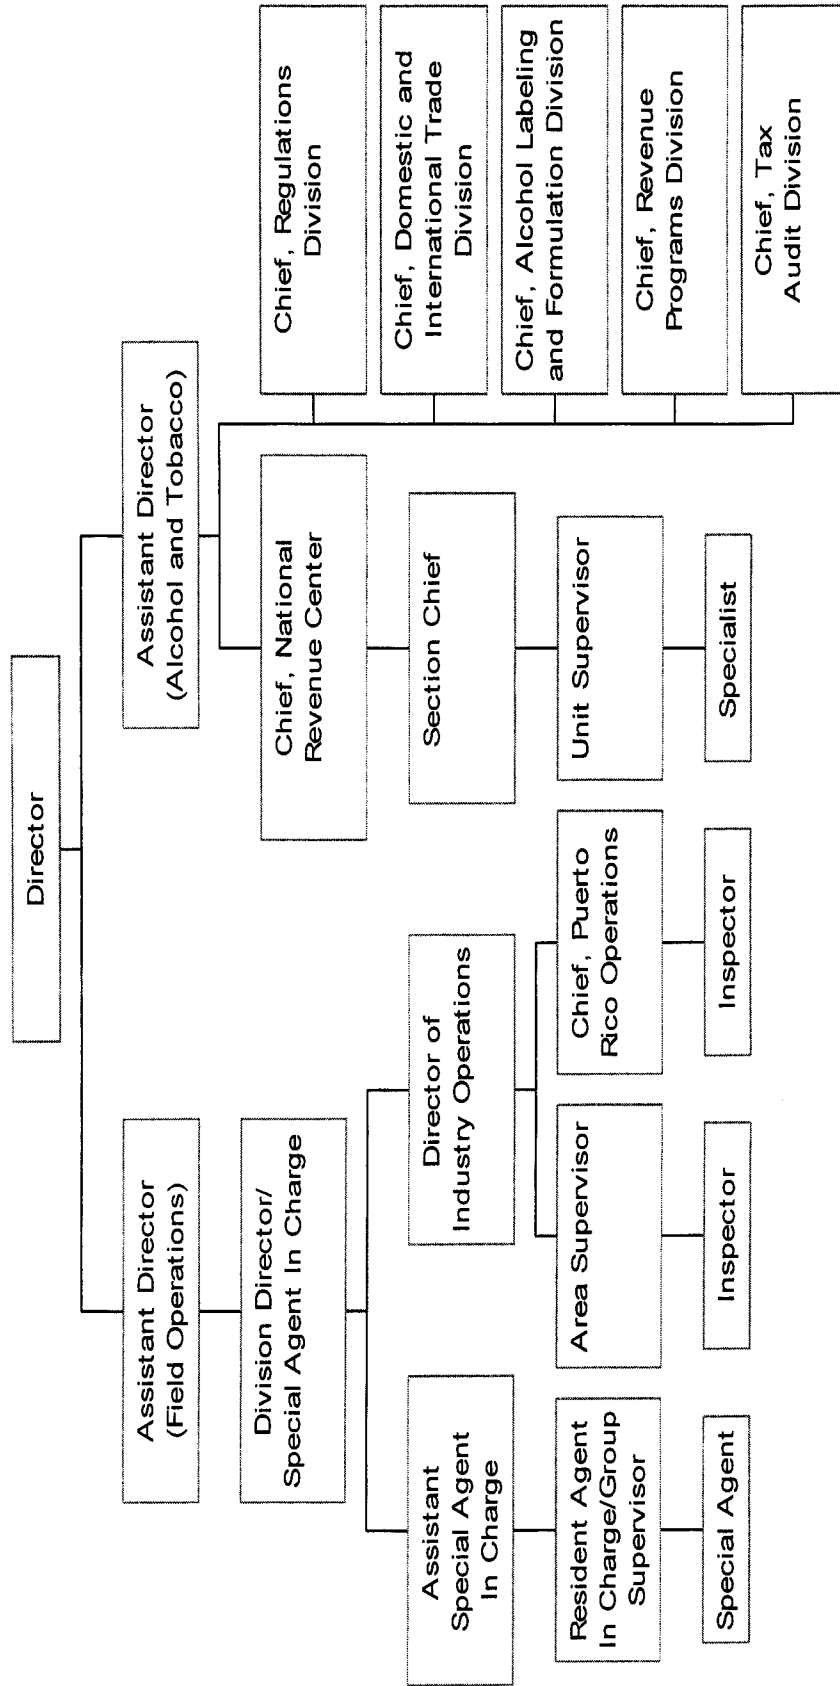 Director
Assistant Director
(Field Operations)
Assistant Director
(Alcohol and Tobacco)
Division Director/
Special Agent In Charge
Chief, National
Revenue Center
Chief, Regulations
Division
Chief, Domestic and
International Trade
Division
Chief, Alcohol Labeling
and Formulation Division
Chief, Revenue
Programs Division
Chief, Tax
Audit Division
Assistant
Special Agent
In Charge
Director of
Industry Operations
Section Chief
Resident Agent
In Charge/Group
Supervisor
Area Supervisor
Chief, Puerto
Rico Operations
Unit Supervisor
Special Agent
Inspector
Inspector
Specialist